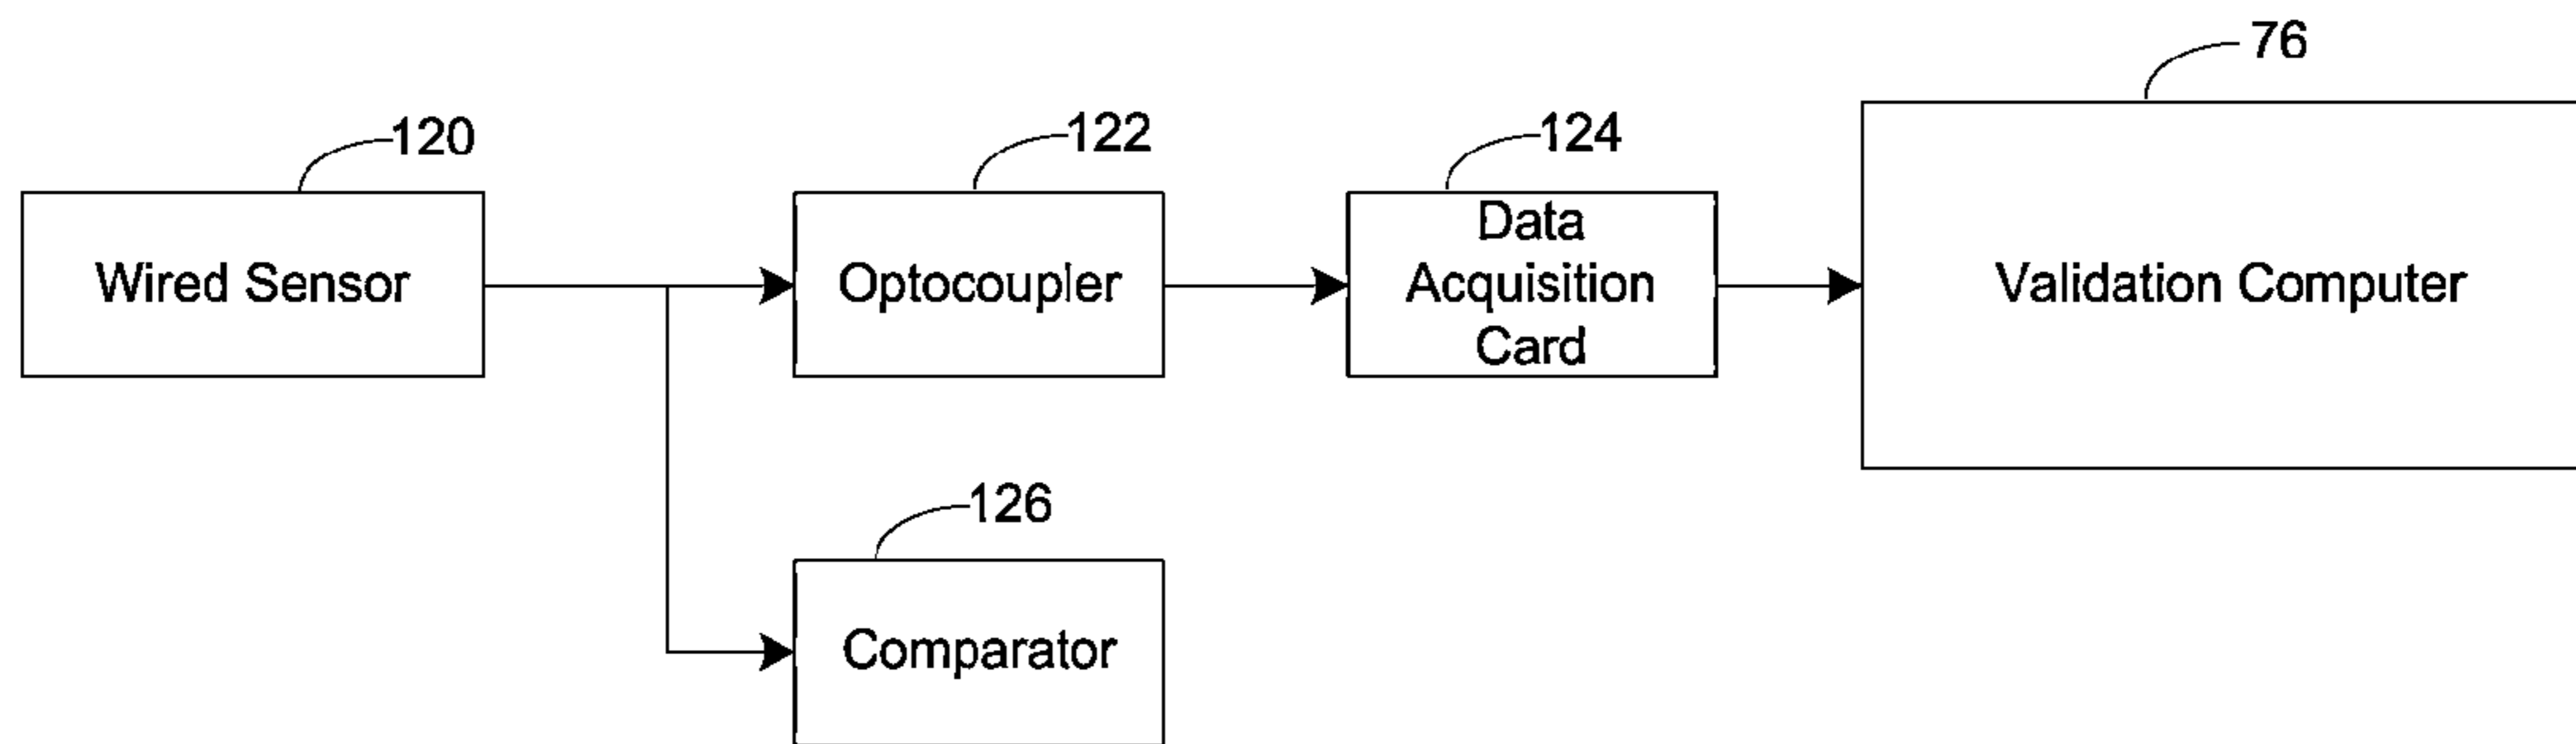 76
120
122
124
Wired Sensor
Optocoupler
Data
Acquisition
Card
Validation Computer
126
Comparator